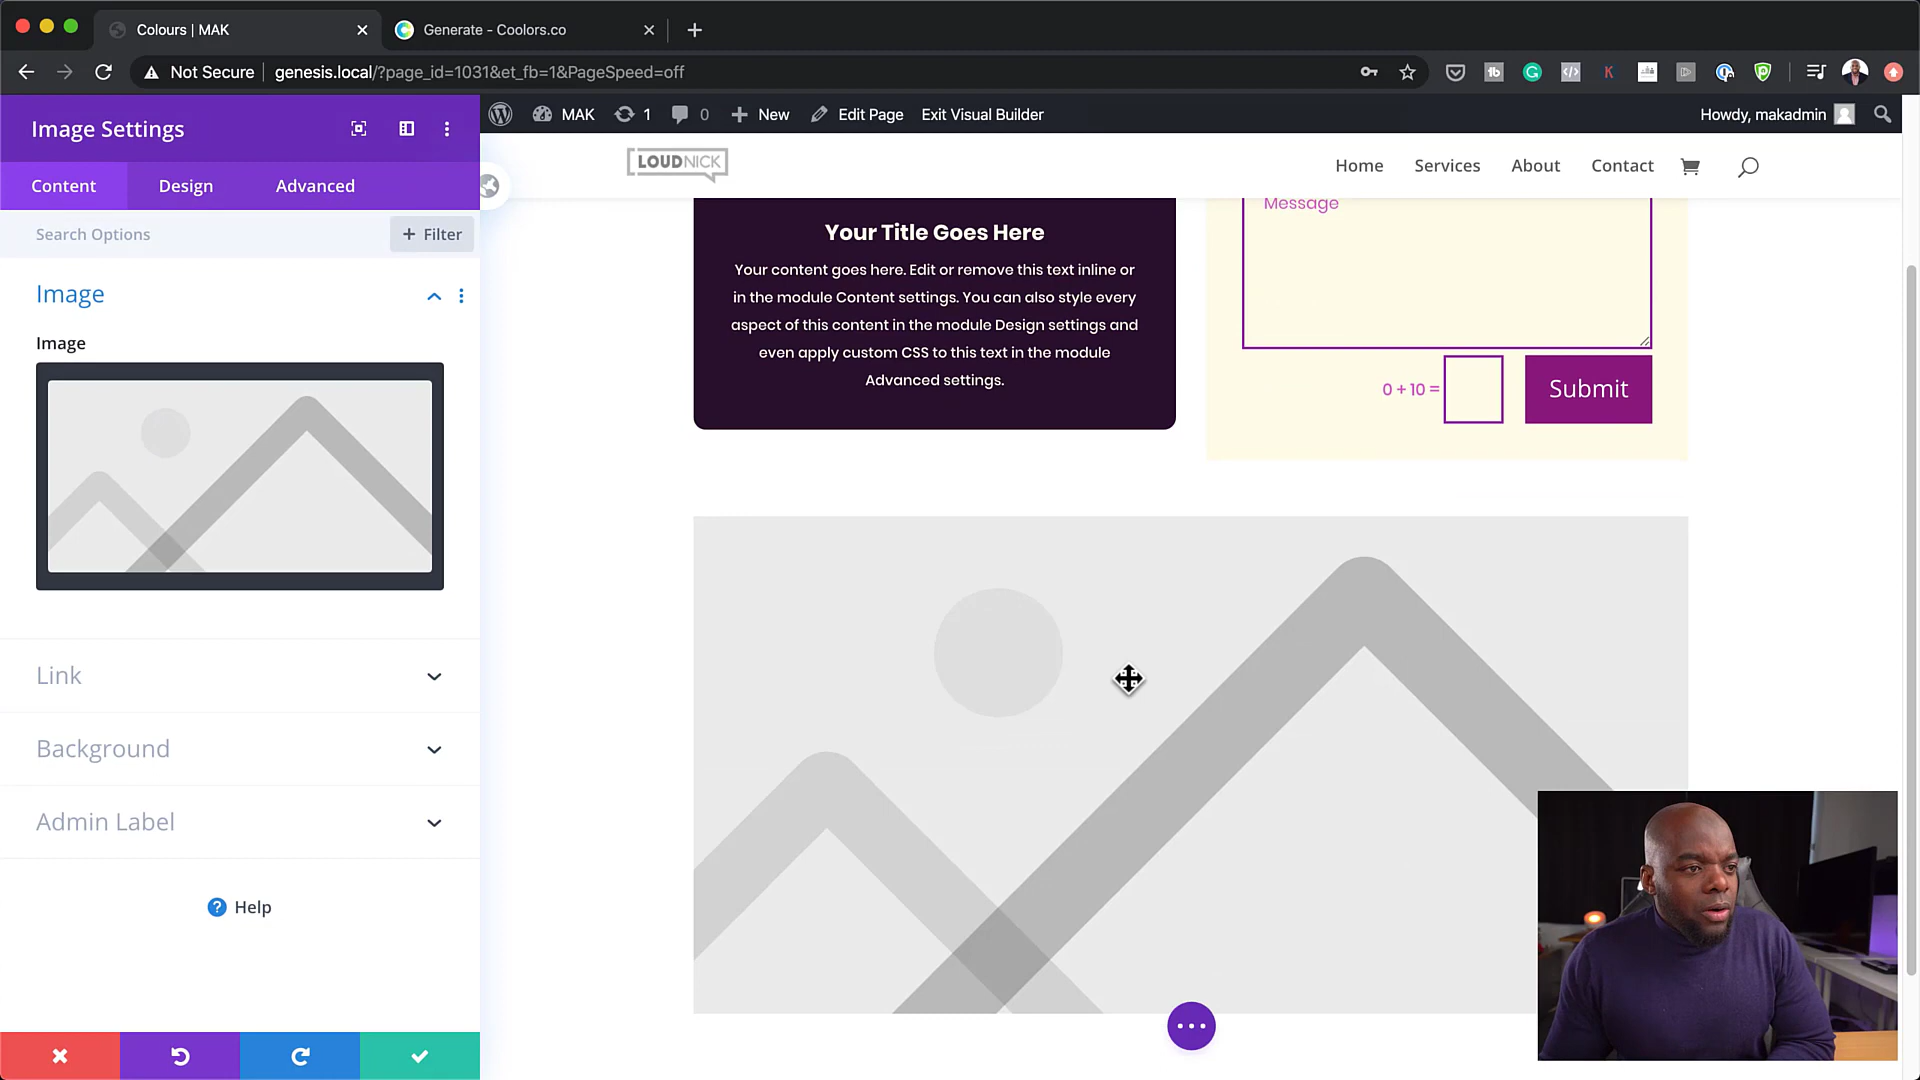 Colours | MAK
Generate - Coolors.co
Not Secure
genesis.local/?page_id=1031&et_fb=1&PageSpeed=off
MAK
1
0
New
Edit Page
Exit Visual Builder
Howdy, makadmin
Image Settings
Content
Design
Advanced
Search Options
+ Filter
Image
Image
Link
Background
Admin Label
? Help
LOUDNICK
Home
Services
About
Contact
Your Title Goes Here
Your content goes here. Edit or remove this text inline or
in the module Content settings. You can also style every
aspect of this content in the module Design settings and
even apply custom CSS to this text in the module
Advanced settings.
Message
0 + 10 =
Submit